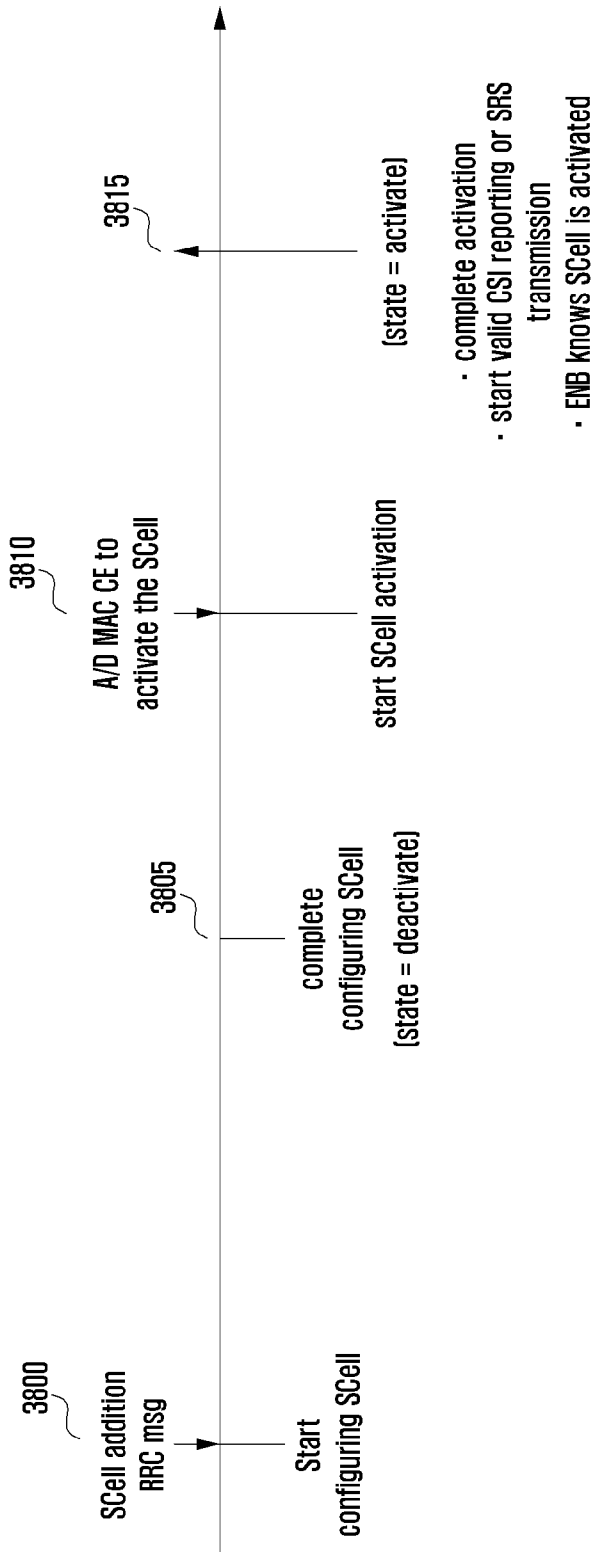 3800
SCell addition
RRC msg
Start
configuring SCell
3805
complete
configuring SCell
(state = deactivate)
3810
A/D MAC CE to
activate the SCell
start SCell activation
3815
(state = activate)
· complete activation
· start valid CSI reporting or SRS
transmission
· ENB knows SCell is activated